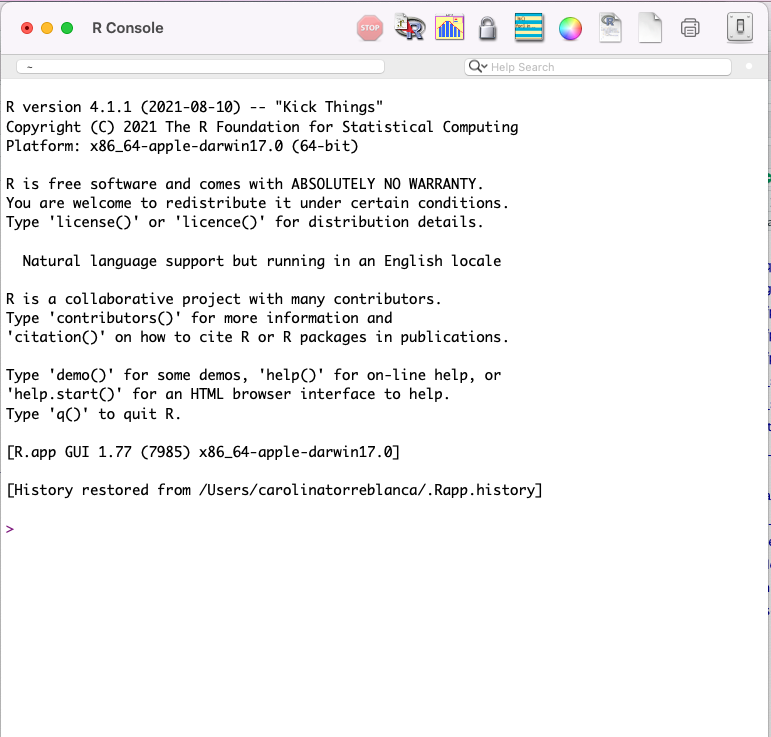 R Console
STOP
~
Help Search
R version 4.1.1 (2021-08-10) -- "Kick Things"
Copyright (C) 2021 The R Foundation for Statistical Computing
Platform: x86_64-apple-darwin17.0 (64-bit)
R is free software and comes with ABSOLUTELY NO WARRANTY.
You are welcome to redistribute it under certain conditions.
Type 'license()' or 'licence()' for distribution details.
  Natural language support but running in an English locale
R is a collaborative project with many contributors.
Type 'contributors()' for more information and
'citation()' on how to cite R or R packages in publications.
Type 'demo()' for some demos, 'help()' for on-line help, or
'help.start()' for an HTML browser interface to help.
Type 'q()' to quit R.
[R.app GUI 1.77 (7985) x86_64-apple-darwin17.0]
[History restored from /Users/carolinatorreblanca/.Rapp.history]
>